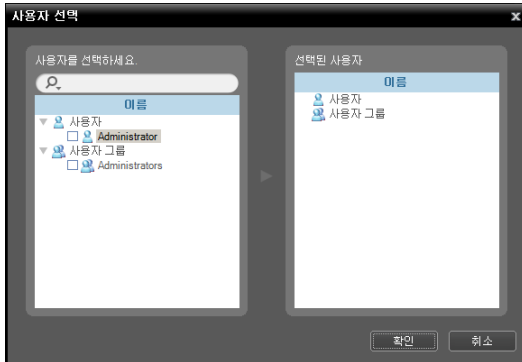 사용자 선택
사용자를 선택하세요.
이름
사용자
Administrator
사용자 그룹
Administrators
선택된 사용자
이름
사용자
사용자 그룹
확인
취소